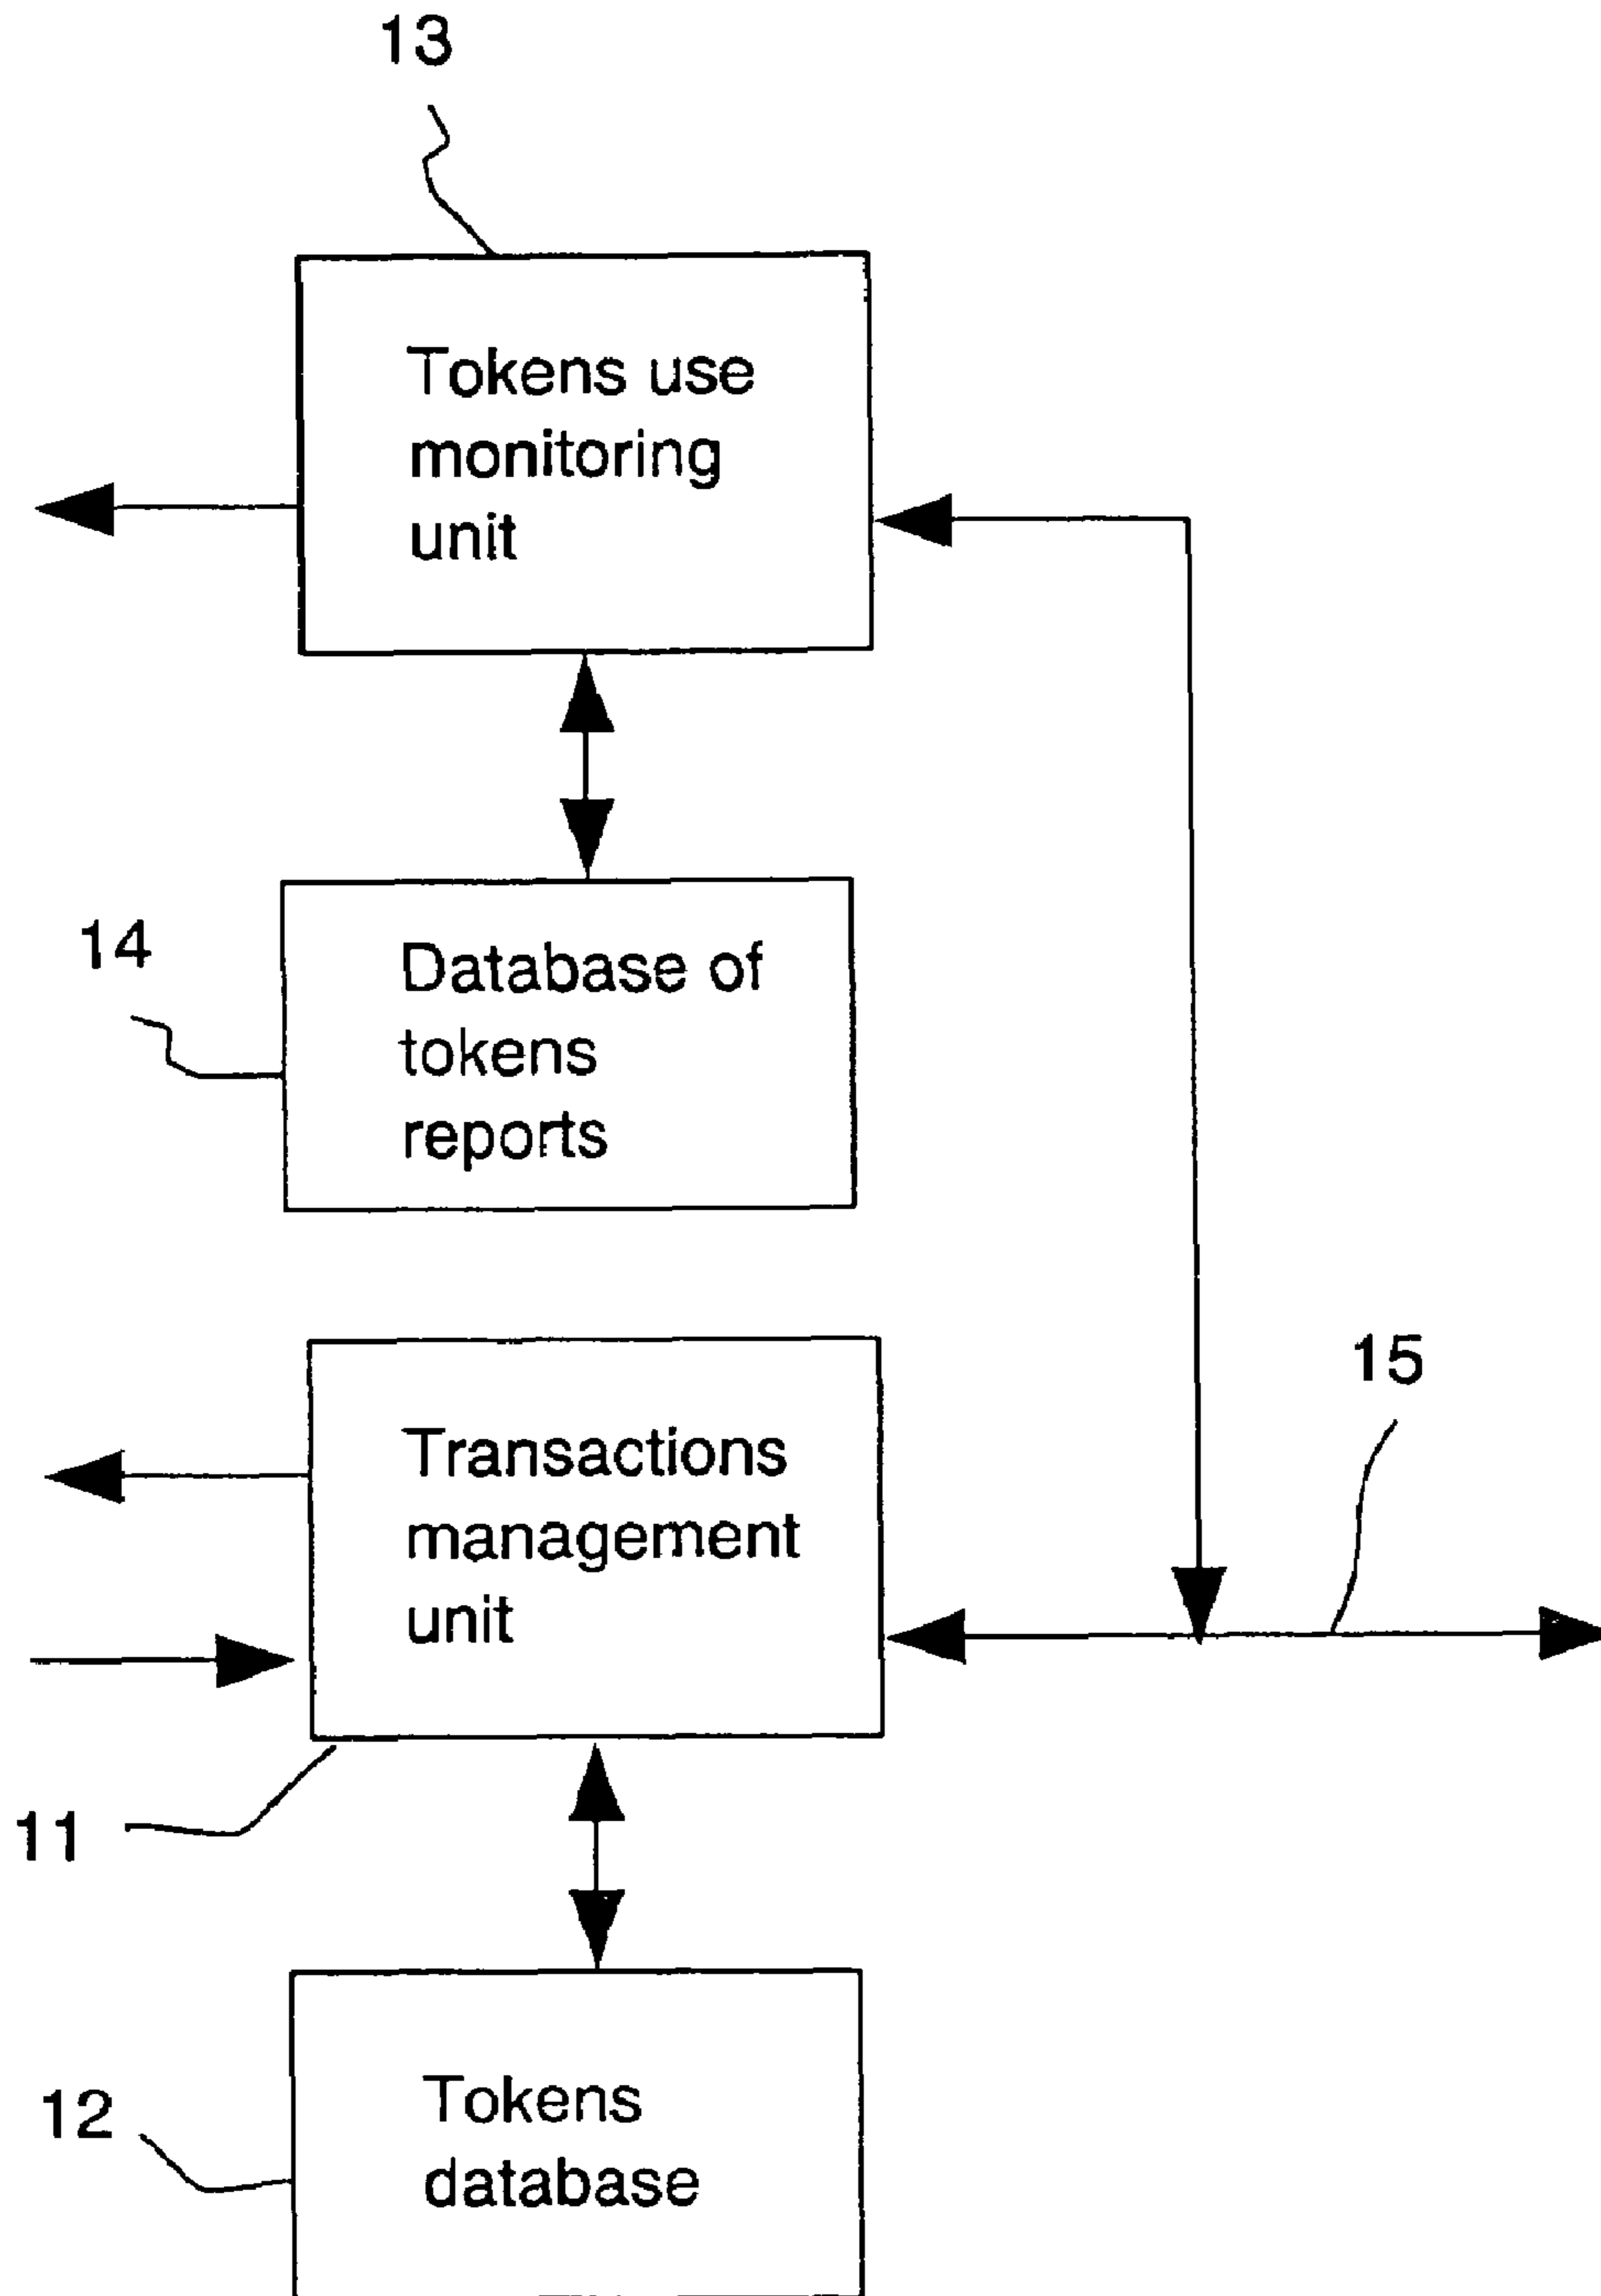 13
Tokens use
monitoring
unit
14
Database of
tokens
reports
15
Transactions
management
unit
11
12
Tokens
database